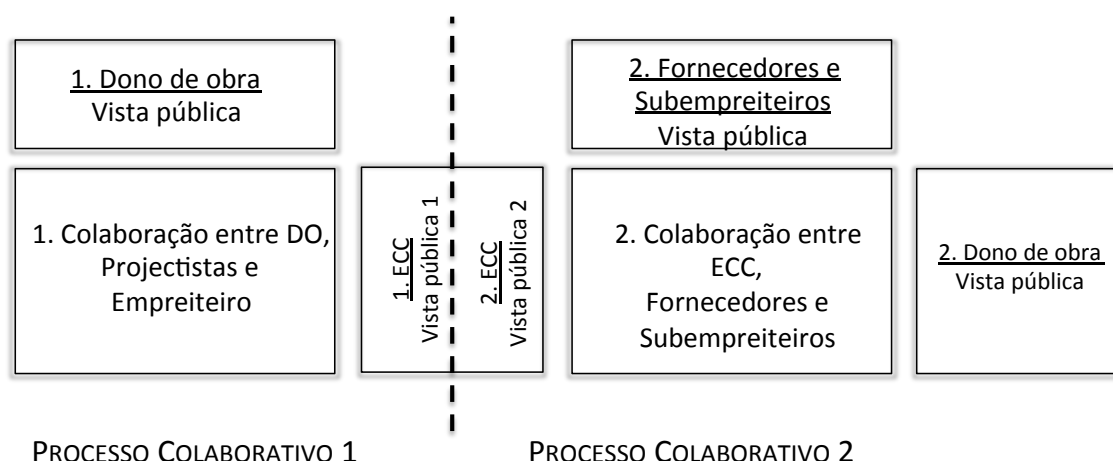 1. Dono de obra
Vista pública
2. Fornecedores e
Subempreiteiros
Vista pública
1. Colaboração entre DO,
Projectistas e
Empreiteiro
1. ECC
Vista pública 1
2. ECC
Vista pública 2
2. Colaboração entre
ECC,
Fornecedores e
Subempreiteiros
2. Dono de obra
Vista pública
PROCESSO COLABORATIVO 1
PROCESSO COLABORATIVO 2